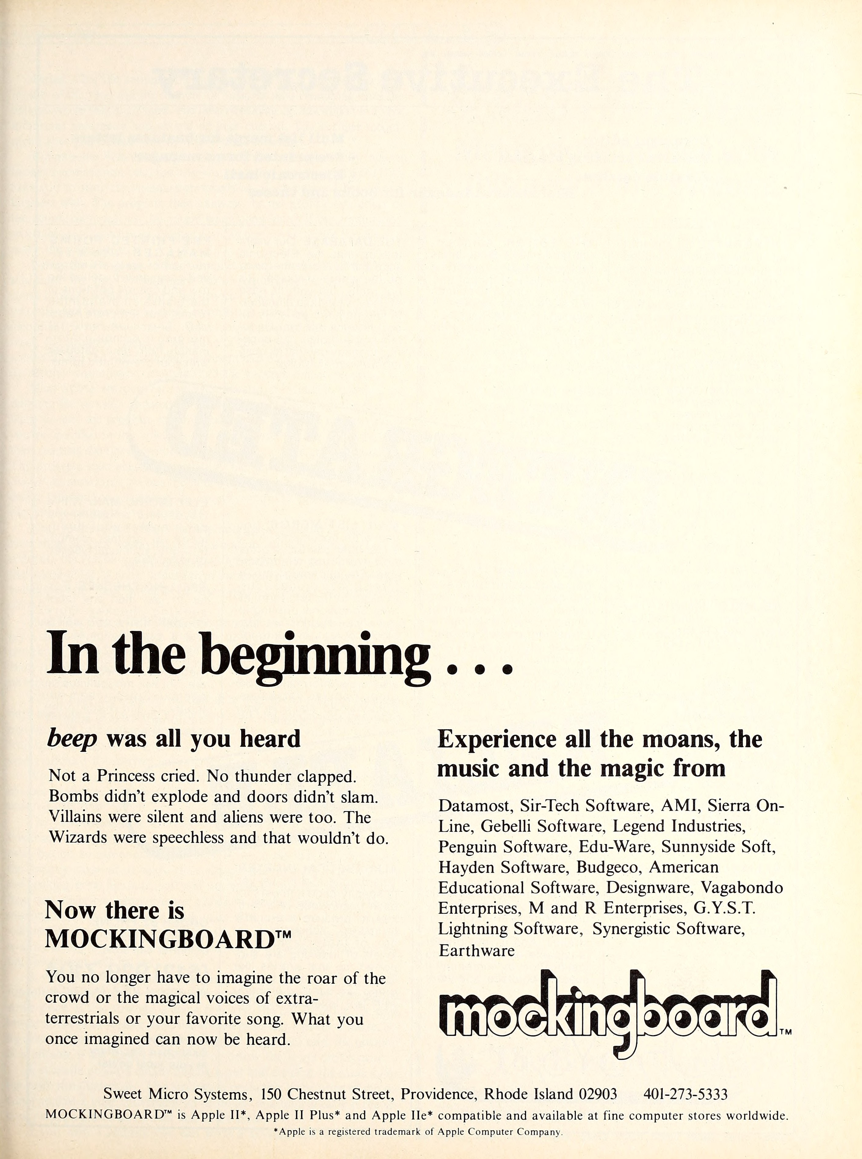 In the beginning . . .
beep was all you heard
Not a Princess cried. No thunder clapped.
Bombs didn't explode and doors didn't slam.
Villains were silent and aliens were too. The
Wizards were speechless and that wouldn't do.
Now there is
MOCKINGBOARD™
You no longer have to imagine the roar of the
crowd or the magical voices of extra-
terrestrials or your favorite song. What you
once imagined can now be heard.
Experience all the moans, the
music and the magic from
Datamost, Sir-Tech Software, AMI, Sierra On-
Line, Gebelli Software, Legend Industries,
Penguin Software, Edu-Ware, Sunnyside Soft,
Hayden Software, Budgeco, American
Educational Software, Designware, Vagabondo
Enterprises, M and R Enterprises, G.Y.S.T.
Lightning Software, Synergistic Software,
Earthware
mockingboard™
Sweet Micro Systems, 150 Chestnut Street, Providence, Rhode Island 02903 401-273-5333
MOCKINGBOARD™ is Apple II*, Apple II Plus* and Apple IIe* compatible and available at fine computer stores worldwide.
*Apple is a registered trademark of Apple Computer Company.